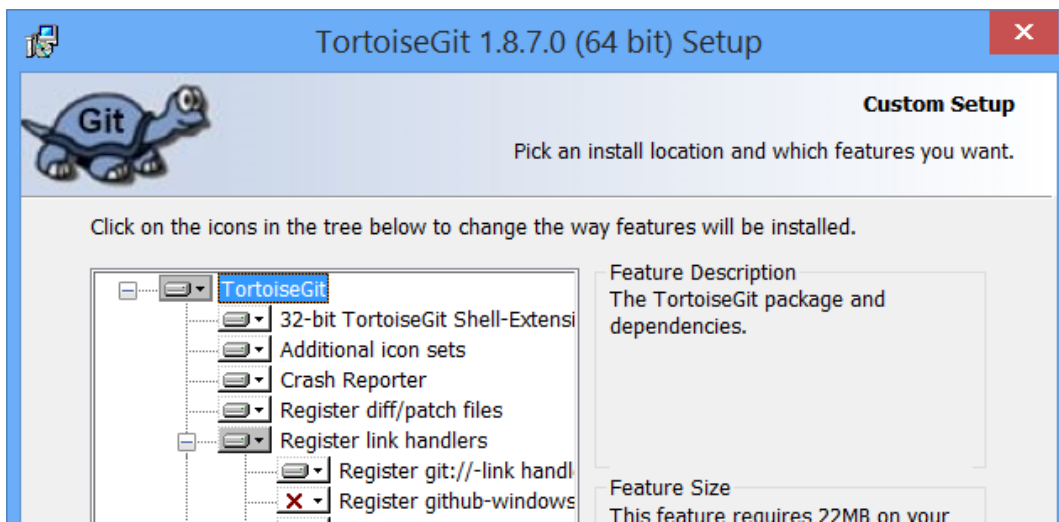 TortoiseGit 1.8.7.0 (64 bit) Setup
Git
Custom Setup
Pick an install location and which features you want.
Click on the icons in the tree below to change the way features will be installed.
TortoiseGit
32-bit TortoiseGit Shell-Extensi
Additional icon sets
Crash Reporter
Register diff/patch files
Register link handlers
Register git://-link handl
Register github-windows
Feature Description
The TortoiseGit package and
dependencies.
Feature Size
This feature requires 22MB on your